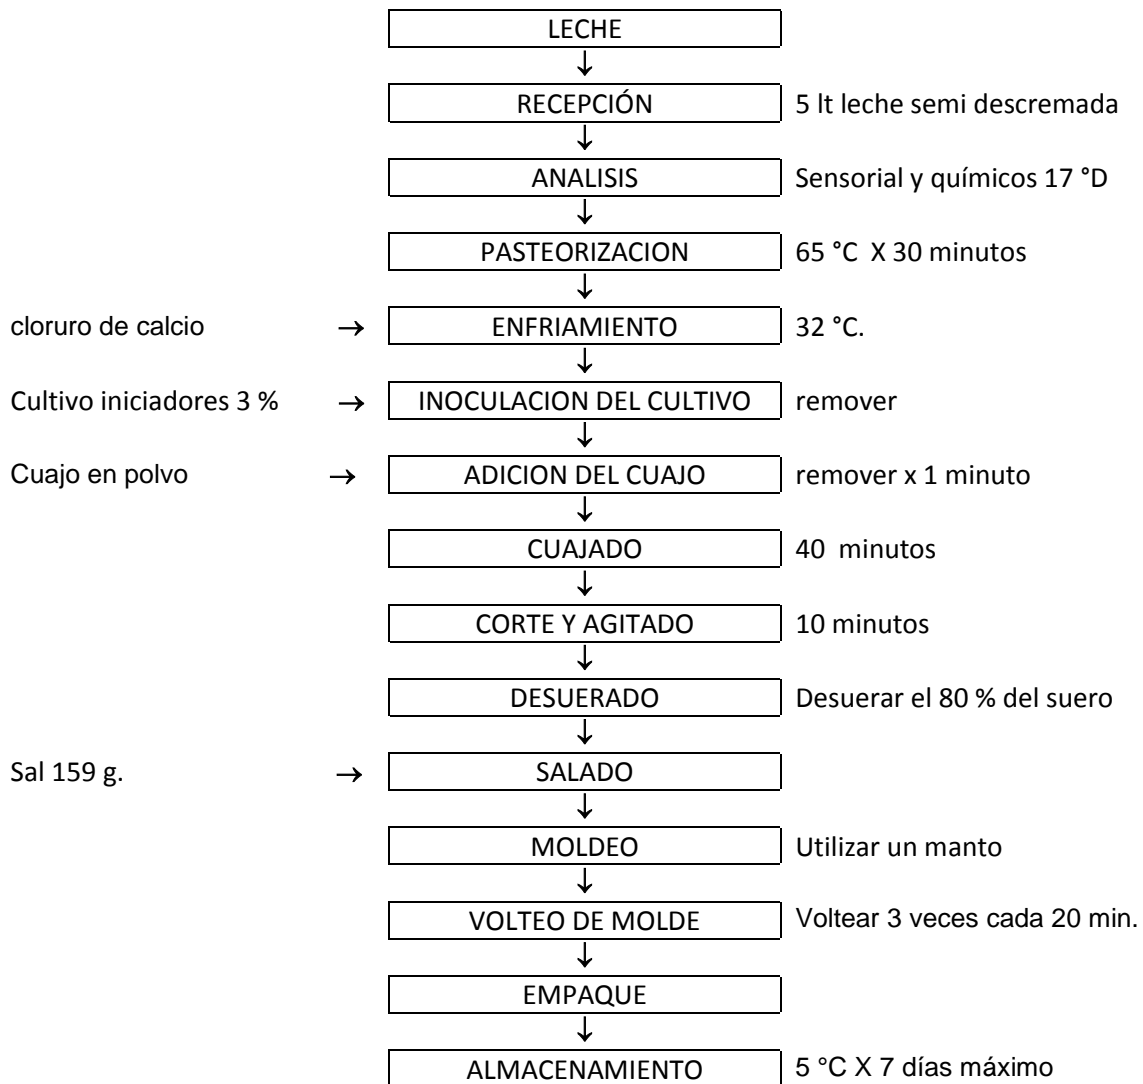 LECHE
↓
RECEPCIÓN 5 lt leche semi descremada
↓
ANALISIS Sensorial y químicos 17 °D
↓
PASTEORIZACION 65 °C X 30 minutos
↓
cloruro de calcio → ENFRIAMIENTO 32 °C.
↓
Cultivo iniciadores 3 % → INOCULACION DEL CULTIVO remover
↓
Cuajo en polvo → ADICION DEL CUAJO remover x 1 minuto
↓
CUAJADO 40 minutos
↓
CORTE Y AGITADO 10 minutos
↓
DESUERADO Desuerar el 80 % del suero
↓
Sal 159 g. → SALADO
↓
MOLDEO Utilizar un manto
↓
VOLTEO DE MOLDE Voltear 3 veces cada 20 min.
↓
EMPAQUE
↓
ALMACENAMIENTO 5 °C X 7 días máximo